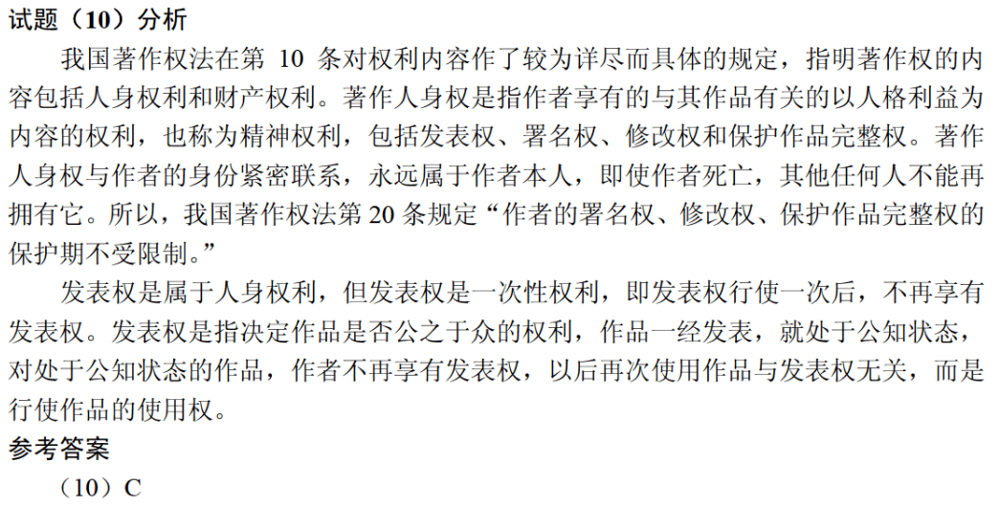 试题（10）分析
我国著作权法在第 10 条对权利内容作了较为详尽而具体的规定，指明著作权的内
容包括人身权利和财产权利。著作人身权是指作者享有的与其作品有关的以人格利益为
内容的权利，也称为精神权利，包括发表权、署名权、修改权和保护作品完整权。著作
人身权与作者的身份紧密联系，永远属于作者本人，即使作者死亡，其他任何人不能再
拥有它。所以，我国著作权法第 20 条规定“作者的署名权、修改权、保护作品完整权的
保护期不受限制。”
发表权是属于人身权利，但发表权是一次性权利，即发表权行使一次后，不再享有
发表权。发表权是指决定作品是否公之于众的权利，作品一经发表，就处于公知状态，
对处于公知状态的作品，作者不再享有发表权，以后再次使用作品与发表权无关，而是
行使作品的使用权。
参考答案
（10）C